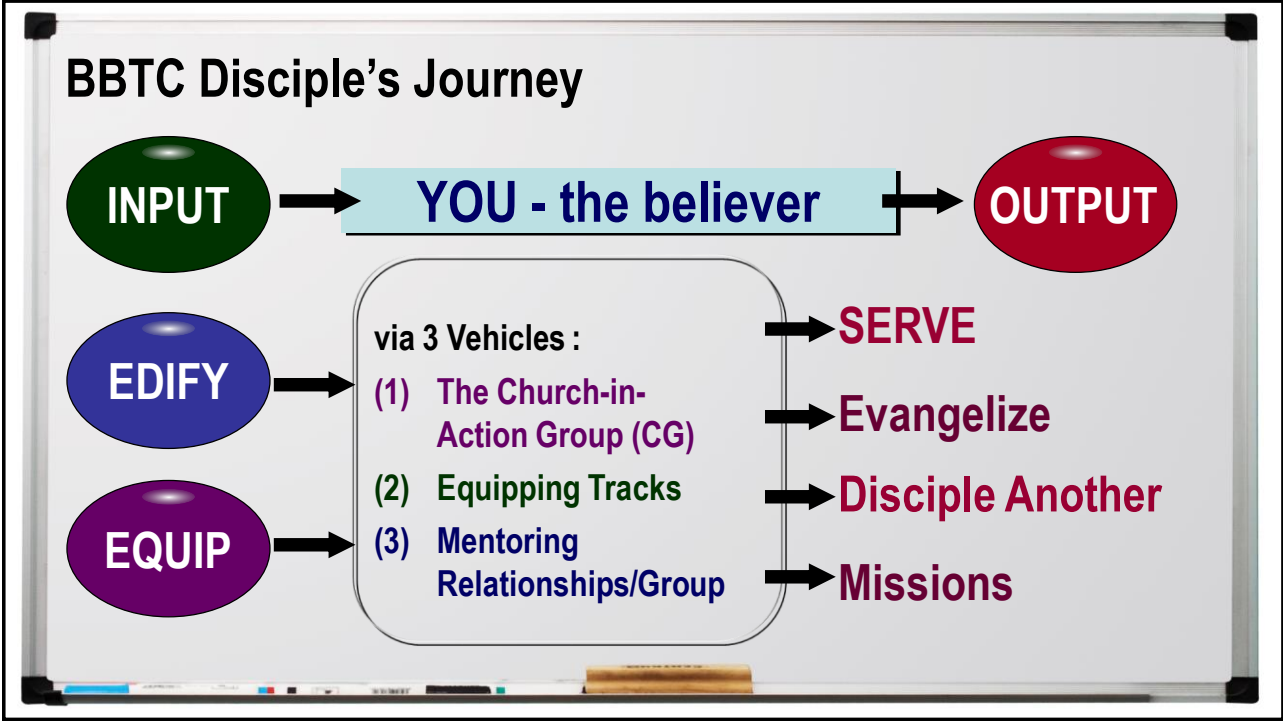 BBTC Disciple's Journey
INPUT
YOU - the believer
OUTPUT
EDIFY
EQUIP
via 3 Vehicles :
(1) The Church-in-
Action Group (CG)
(2) Equipping Tracks
(3) Mentoring
Relationships/Group
SERVE
Evangelize
Disciple Another
Missions